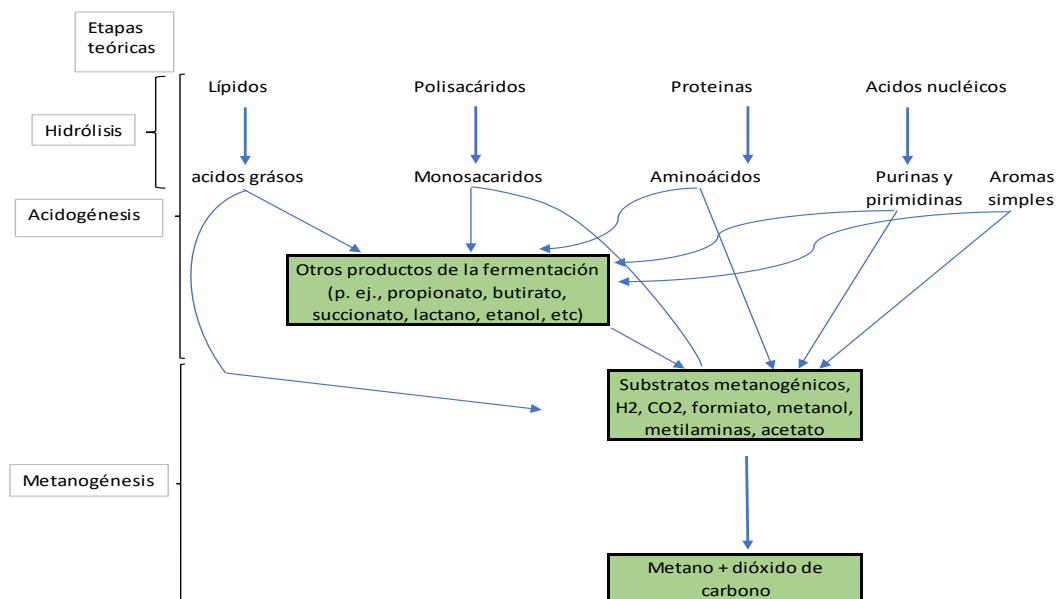 Etapas
teóricas
Lípidos
Polisacáridos
Proteinas
Acidos nucléicos
Hidrólisis
acidos grásos
Monosacaridos
Aminoácidos
Purinas y
pirimidinas
Aromas
simples
Acidogénesis
Otros productos de la fermentación
(p. ej., propionato, butirato,
succionato, lactano, etanol, etc)
Substratos metanogénicos,
H2, CO2, formiato, metanol,
metilaminas, acetato
Metanogénesis
Metano + dióxido de
carbono